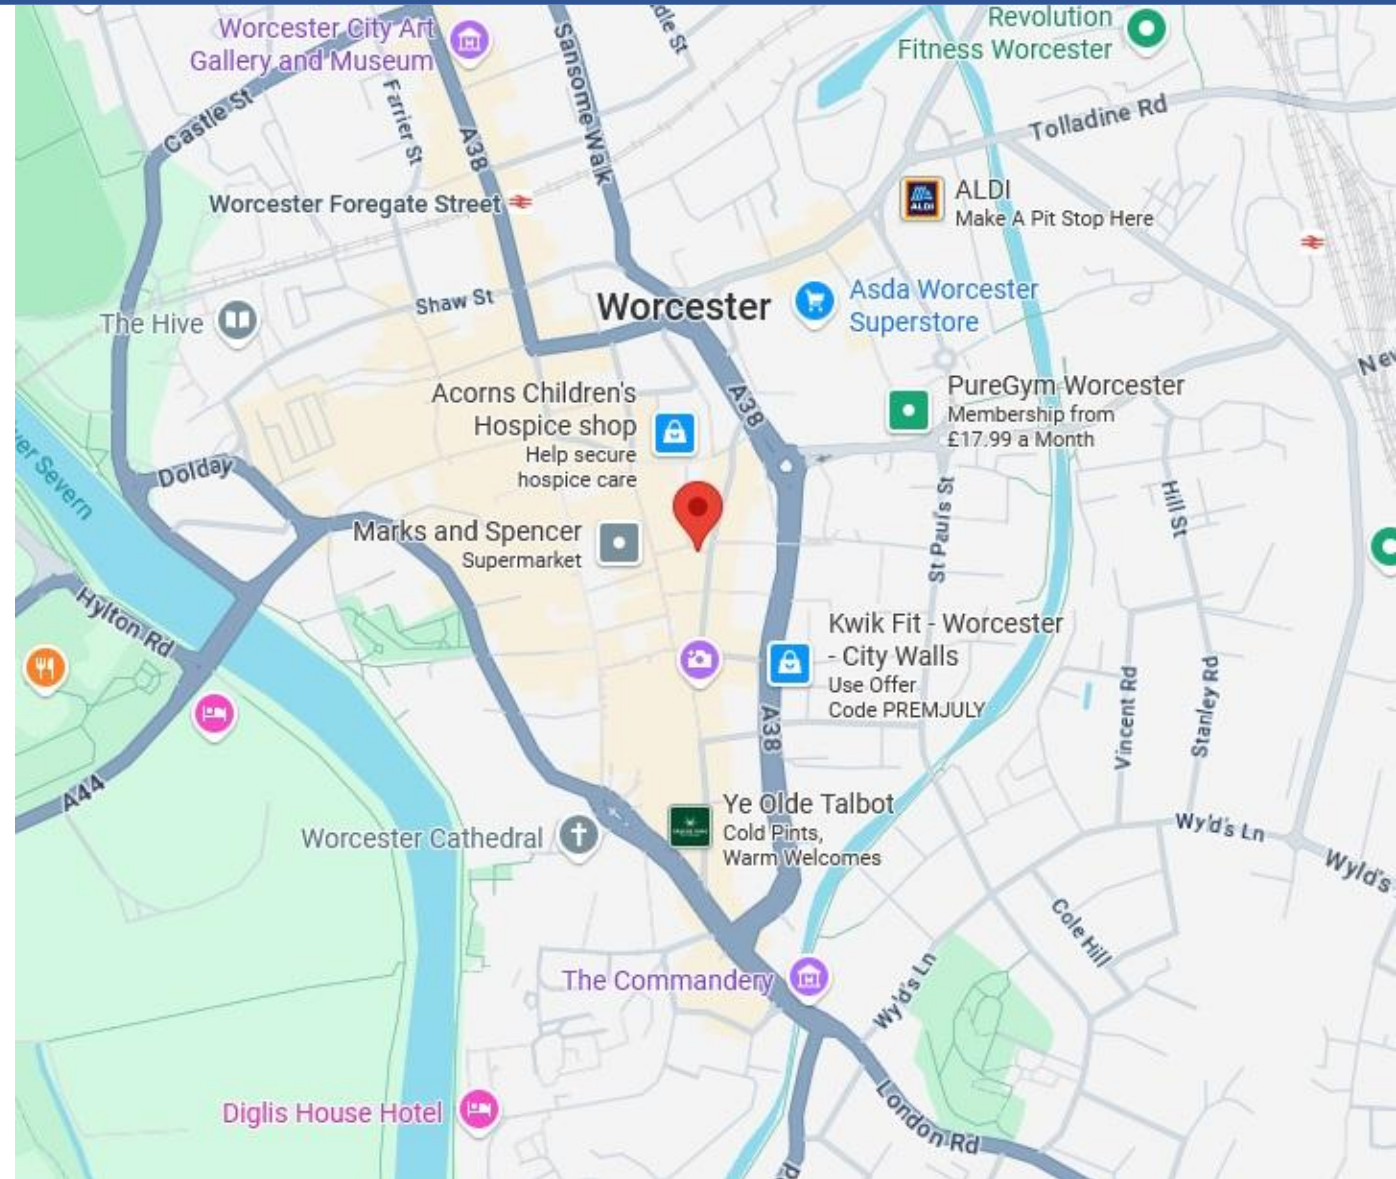 Worcester City Art
Gallery and Museum
Sansome Walk
Revolution
Fitness Worcester
Castle St
Farrier St
A38
Tolladine Rd
Worcester Foregate Street
ALDI
ALDI
Make A Pit Stop Here
Shaw St
The Hive
Worcester
Asda Worcester
Superstore
Acorns Children's
Hospice shop
Help secure
hospice care
A38
PureGym Worcester
Membership from
£17.99 a Month
Dolday
Severn
Marks and Spencer
Supermarket
St Paul's St
Hill St
Hylton Rd
Kwik Fit - Worcester
- City Walls
Use Offer
Code PREMJULY
A38
Vincent Rd
Stanley Rd
A44
Worcester Cathedral
Ye Olde Talbot
Cold Pints,
Warm Welcomes
Wyld's Ln
Wyld's
Cole Hill
The Commandery
Wyld's Ln
Diglis House Hotel
London Rd